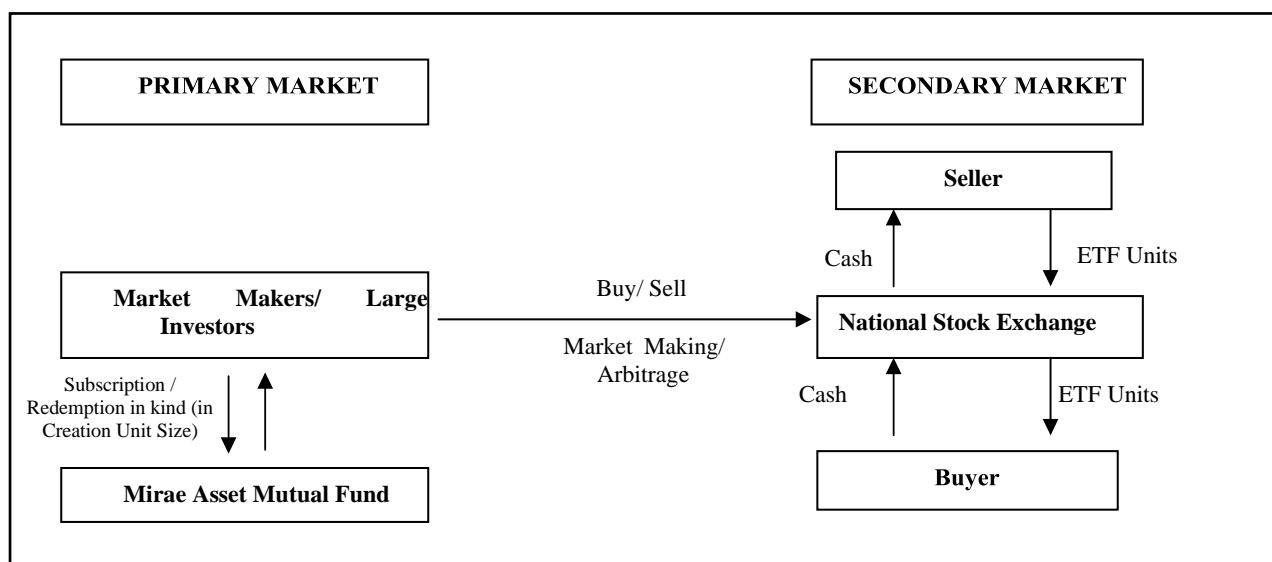 PRIMARY MARKET
SECONDARY MARKET
Seller
Cash
ETF Units
Market Makers/ Large
Investors
Buy/ Sell
National Stock Exchange
Market Making/
Arbitrage
Subscription /
Redemption in kind (in
Creation Unit Size)
Cash
ETF Units
Mirae Asset Mutual Fund
Buyer